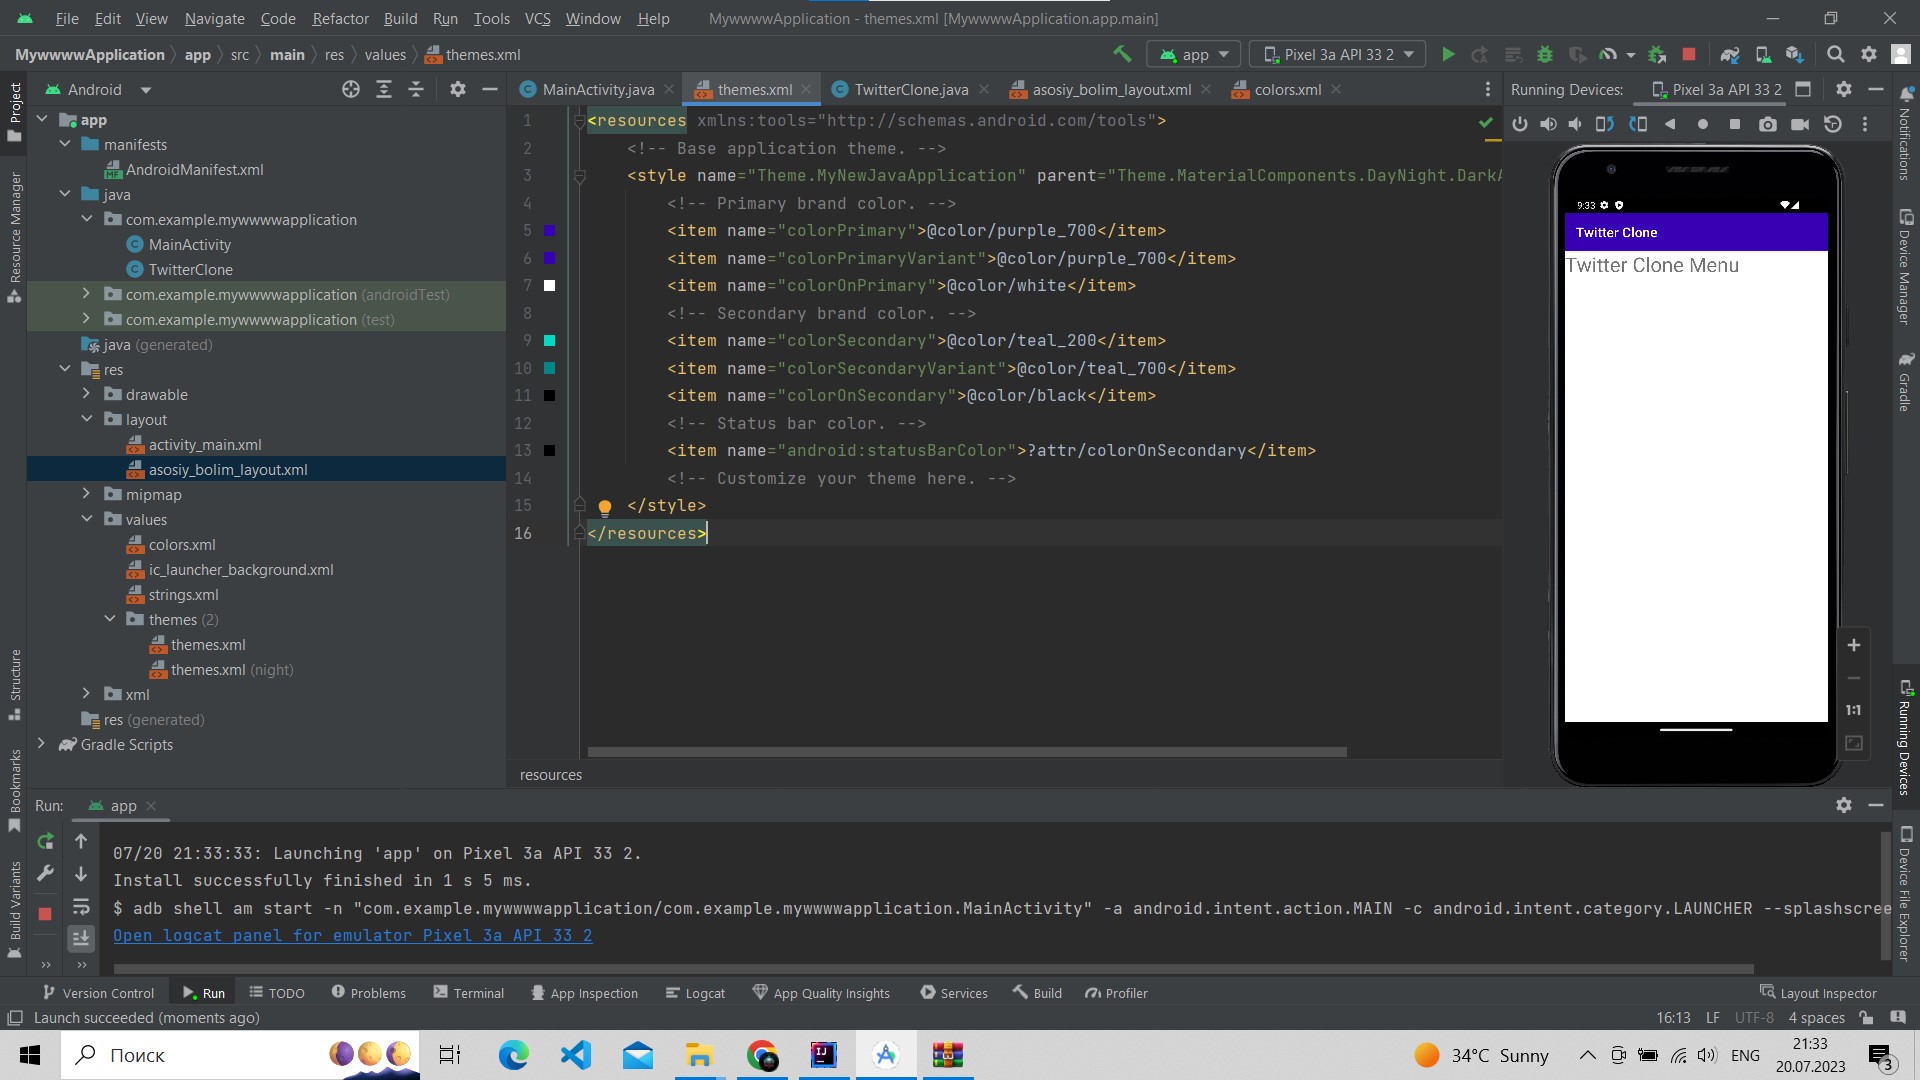 File Edit View Navigate Code Refactor Build Run Tools VCS Window Help MywwwwApplication - themes.xml [MywwwwApplication.app.main]
MywwwwApplication app src main res values themes.xml app Pixel 3a API 33 2
Project
Android
MainActivity.java themes.xml TwitterClone.java asosiy_bolim_layout.xml colors.xml
Running Devices: Pixel 3a API 33 2
app
manifests
AndroidManifest.xml
java
com.example.mywwwwapplication
MainActivity
TwitterClone
com.example.mywwwwapplication (androidTest)
com.example.mywwwwapplication (test)
java (generated)
res
drawable
layout
activity_main.xml
asosiy_bolim_layout.xml
mipmap
values
colors.xml
ic_launcher_background.xml
strings.xml
themes (2)
themes.xml
themes.xml (night)
xml
res (generated)
Gradle Scripts
Resource Manager
Structure
Bookmarks
Build Variants
1 <resources xmlns:tools="http://schemas.android.com/tools">
2 <!-- Base application theme. -->
3 <style name="Theme.MyNewJavaApplication" parent="Theme.MaterialComponents.DayNight.DarkA
4 <!-- Primary brand color. -->
5 <item name="colorPrimary">@color/purple_700</item>
6 <item name="colorPrimaryVariant">@color/purple_700</item>
7 <item name="colorOnPrimary">@color/white</item>
8 <!-- Secondary brand color. -->
9 <item name="colorSecondary">@color/teal_200</item>
10 <item name="colorSecondaryVariant">@color/teal_700</item>
11 <item name="colorOnSecondary">@color/black</item>
12 <!-- Status bar color. -->
13 <item name="android:statusBarColor">?attr/colorOnSecondary</item>
14 <!-- Customize your theme here. -->
15 </style>
16 </resources>
resources
9:33
Twitter Clone
Twitter Clone Menu
1:1
Notifications
Device Manager
Gradle
Running Devices
Device File Explorer
Run: app
07/20 21:33:33: Launching 'app' on Pixel 3a API 33 2.
Install successfully finished in 1 s 5 ms.
$ adb shell am start -n "com.example.mywwwwapplication/com.example.mywwwwapplication.MainActivity" -a android.intent.action.MAIN -c android.intent.category.LAUNCHER --splashscree
Open logcat panel for emulator Pixel 3a API 33 2
Version Control Run TODO Problems Terminal App Inspection Logcat App Quality Insights Services Build Profiler Layout Inspector
Launch succeeded (moments ago) 16:13 LF UTF-8 4 spaces
Поиск
34°C Sunny ENG
21:33
20.07.2023
3